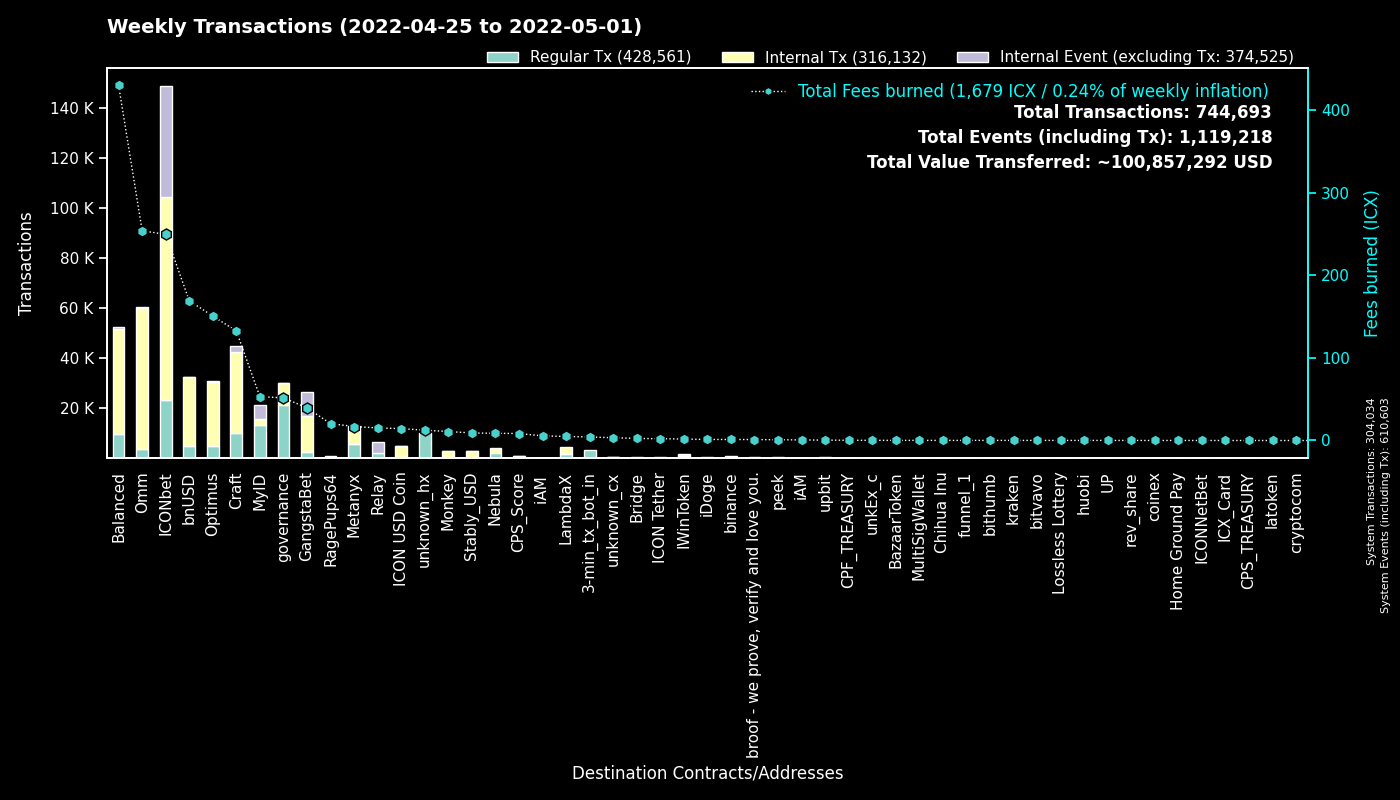 Weekly Transactions (2022-04-25 to 2022-05-01)
Regular Tx (428,561)
Internal Tx (316,132)
Internal Event (excluding Tx: 374,525)
Total Fees burned (1,679 ICX / 0.24% of weekly inflation)
Total Transactions: 744,693
Total Events (including Tx): 1,119,218
Total Value Transferred: ~100,857,292 USD
Transactions
140 K
120 K
100 K
80 K
60 K
40 K
20 K
400
300
200
100
0
Fees burned (ICX)
System Transactions: 304,034
System Events (including Tx): 610,603
Balanced
Omm
ICONbet
bnUSD
Optimus
Craft
MyID
governance
GangstaBet
RagePups64
Metanyx
Relay
ICON USD Coin
unknown_hx
Monkey
Stably_USD
Nebula
CPS_Score
iAM
LambdaX
3-min_tx_bot_in
unknown_cx
Bridge
ICON Tether
IWinToken
iDoge
binance
broof - we prove, verify and love you.
peek
IAM
upbit
CPF_TREASURY
unkEx_c
BazaarToken
MultiSigWallet
Chihua Inu
funnel_1
bithumb
kraken
bitvavo
Lossless Lottery
huobi
UP
rev_share
coinex
Home Ground Pay
ICONNetBet
ICX_Card
CPS_TREASURY
latoken
cryptocom
Destination Contracts/Addresses